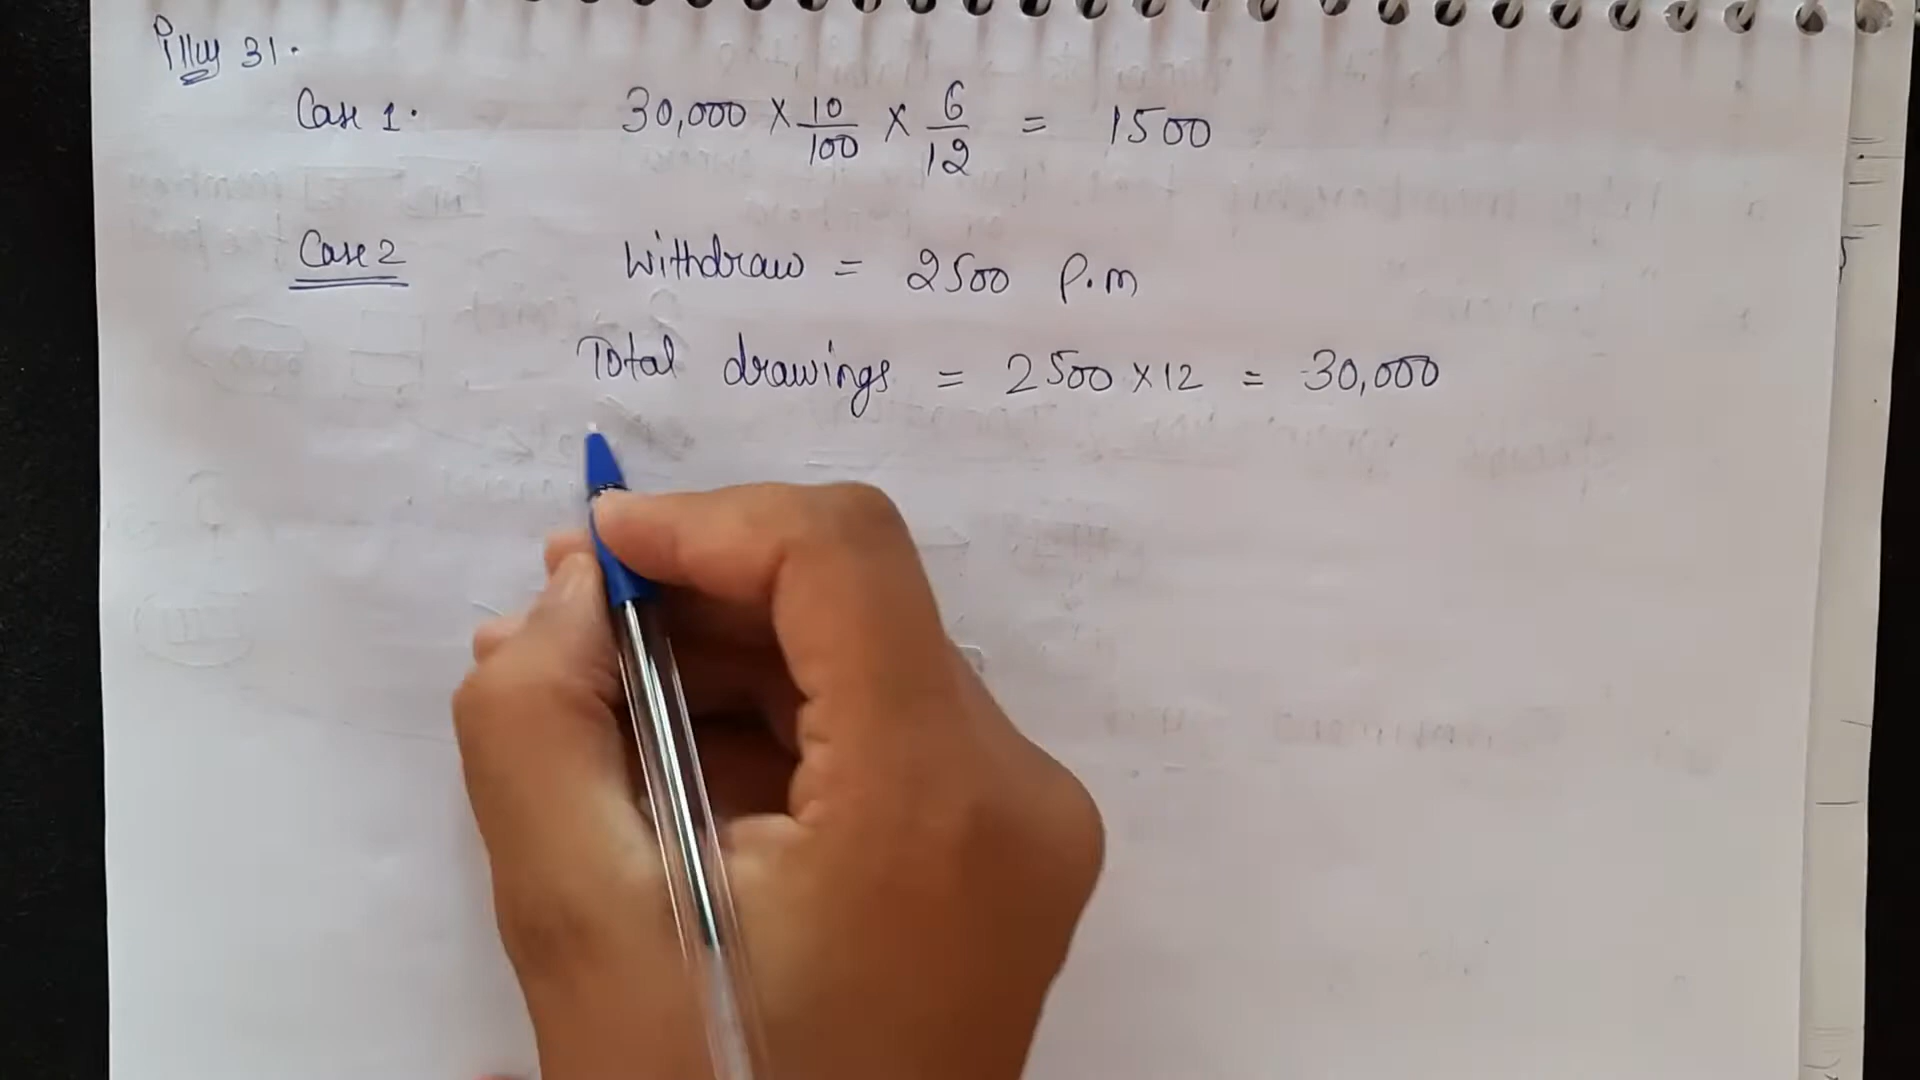 Illus 31.
Case 1. 30,000 × 10/100 × 6/12 = 1500
Case 2 Withdraw = 2500 P.m
Total drawings = 2500 × 12 = 30,000